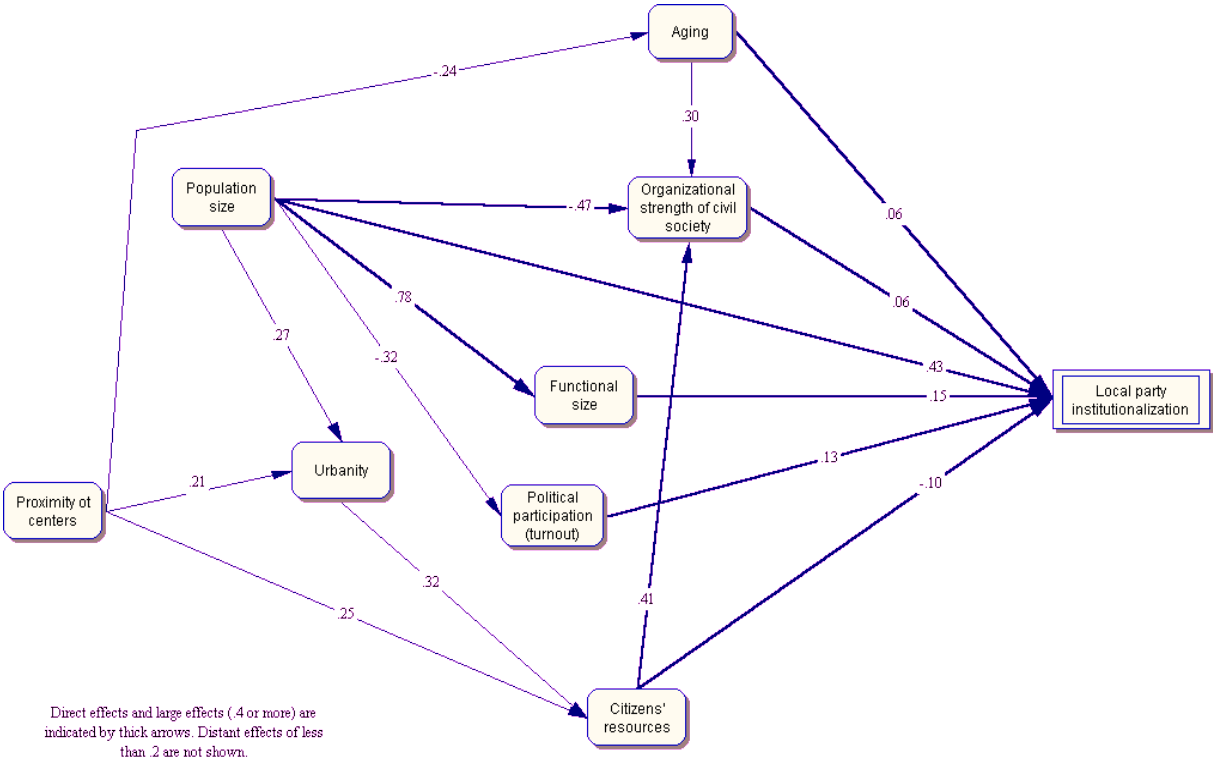 Aging
-.24
.30
Population
size
Organizational
strength of civil
society
-.47
.06
.78
.06
.27
-.32
.43
Functional
size
.15
Local party
institutionalization
Urbanity
.13
.21
-.10
Proximity ot
centers
Political
participation
(turnout)
.32
.41
.25
Citizens'
resources
Direct effects and large effects (.4 or more) are
indicated by thick arrows. Distant effects of less
than .2 are not shown.